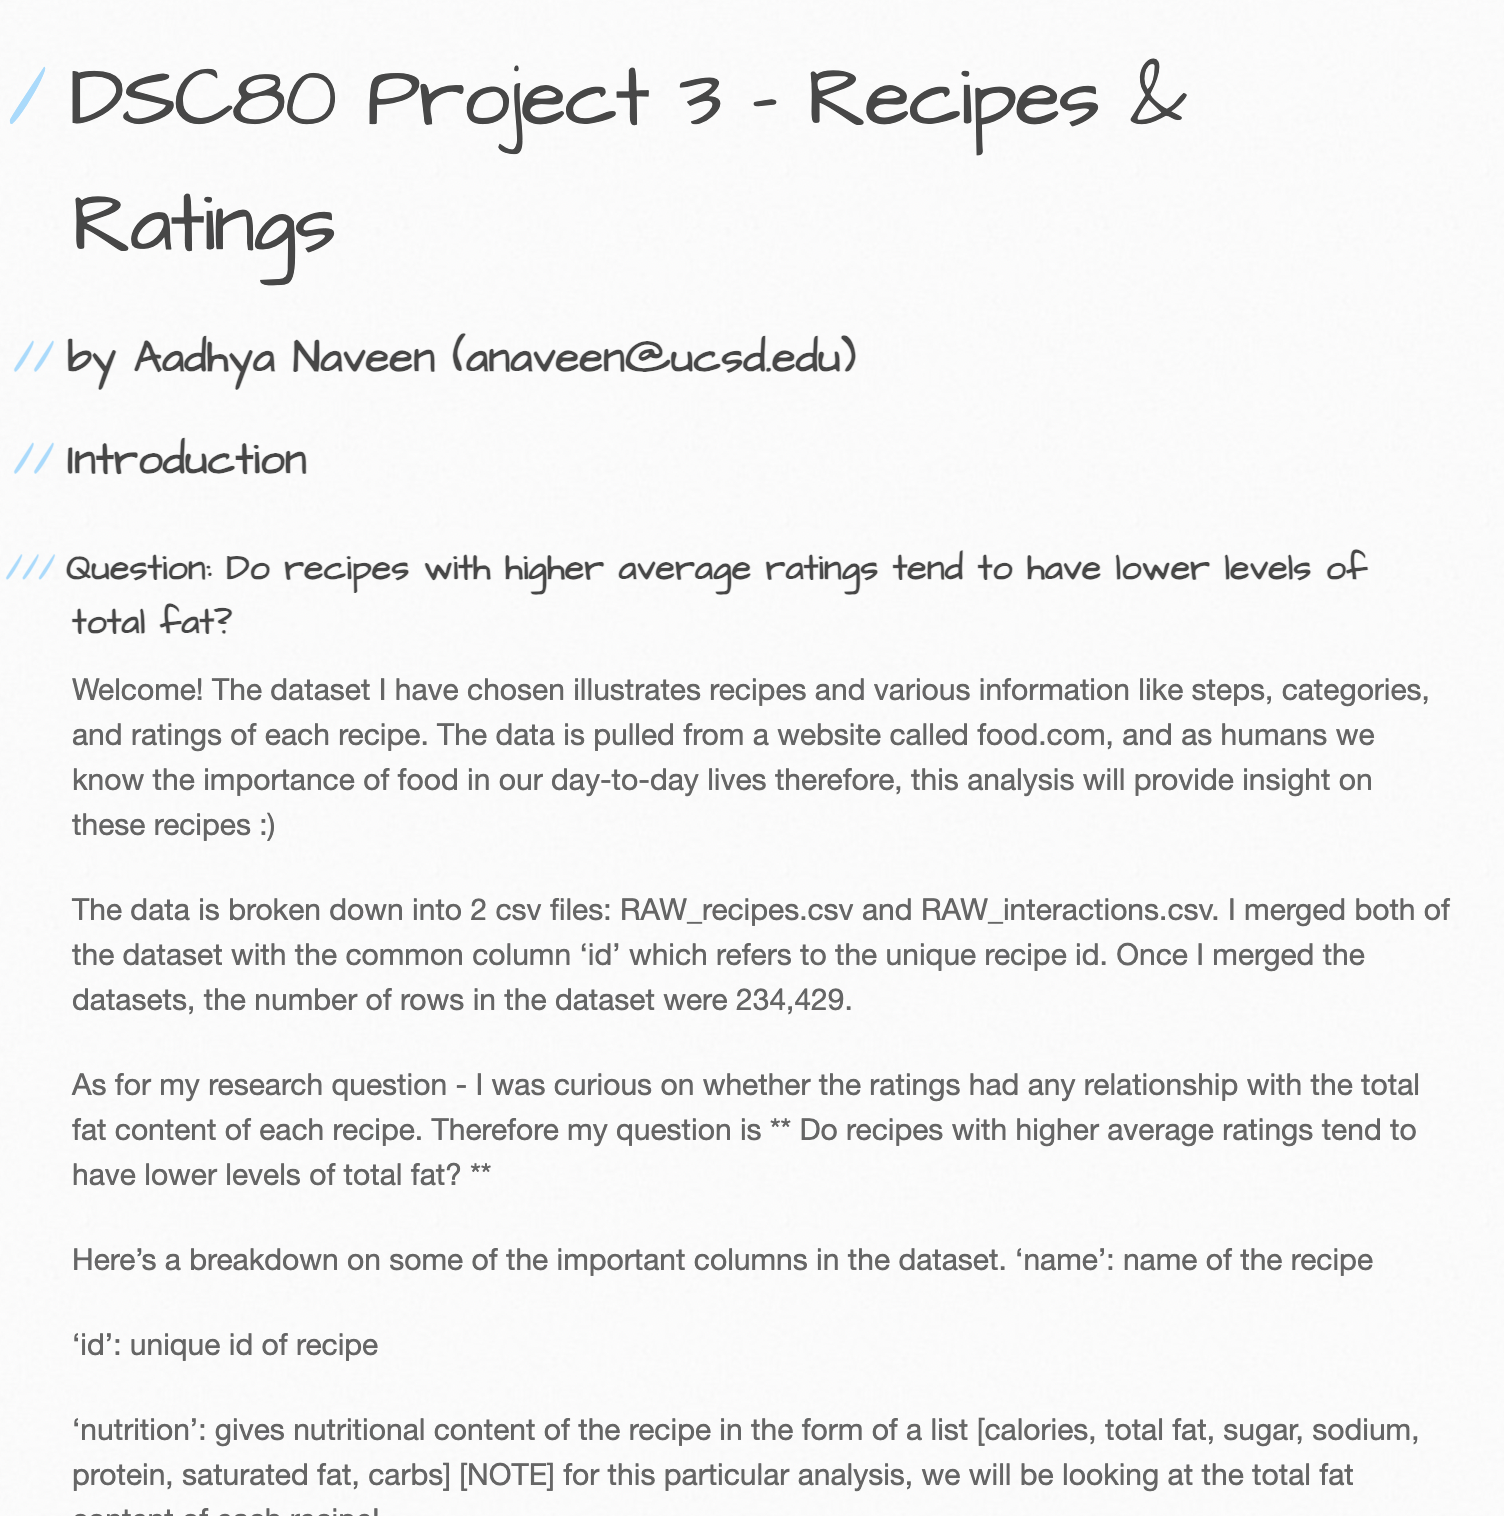 / DSC80 Project 3 - Recipes &
Ratings
// by Aadhya Naveen (anaveen@ucsd.edu)
// Introduction
/// Question: Do recipes with higher average ratings tend to have lower levels of
total fat?
Welcome! The dataset I have chosen illustrates recipes and various information like steps, categories,
and ratings of each recipe. The data is pulled from a website called food.com, and as humans we
know the importance of food in our day-to-day lives therefore, this analysis will provide insight on
these recipes :)
The data is broken down into 2 csv files: RAW_recipes.csv and RAW_interactions.csv. I merged both of
the dataset with the common column ‘id’ which refers to the unique recipe id. Once I merged the
datasets, the number of rows in the dataset were 234,429.
As for my research question - I was curious on whether the ratings had any relationship with the total
fat content of each recipe. Therefore my question is ** Do recipes with higher average ratings tend to
have lower levels of total fat? **
Here’s a breakdown on some of the important columns in the dataset. ‘name’: name of the recipe
‘id’: unique id of recipe
‘nutrition’: gives nutritional content of the recipe in the form of a list [calories, total fat, sugar, sodium,
protein, saturated fat, carbs] [NOTE] for this particular analysis, we will be looking at the total fat